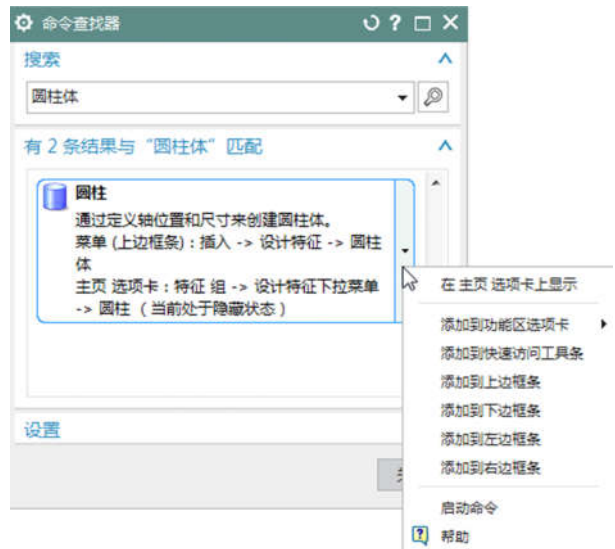 命令查找器
搜索
圆柱体
有 2 条结果与“圆柱体”匹配
圆柱
通过定义轴位置和尺寸来创建圆柱体。
菜单 (上边框条)：插入 -> 设计特征 -> 圆柱
体
主页 选项卡：特征 组 -> 设计特征下拉菜单
-> 圆柱 （当前处于隐藏状态）
在 主页 选项卡上显示
添加到功能区选项卡
添加到快速访问工具条
添加到上边框条
添加到下边框条
添加到左边框条
添加到右边框条
设置
启动命令
帮助